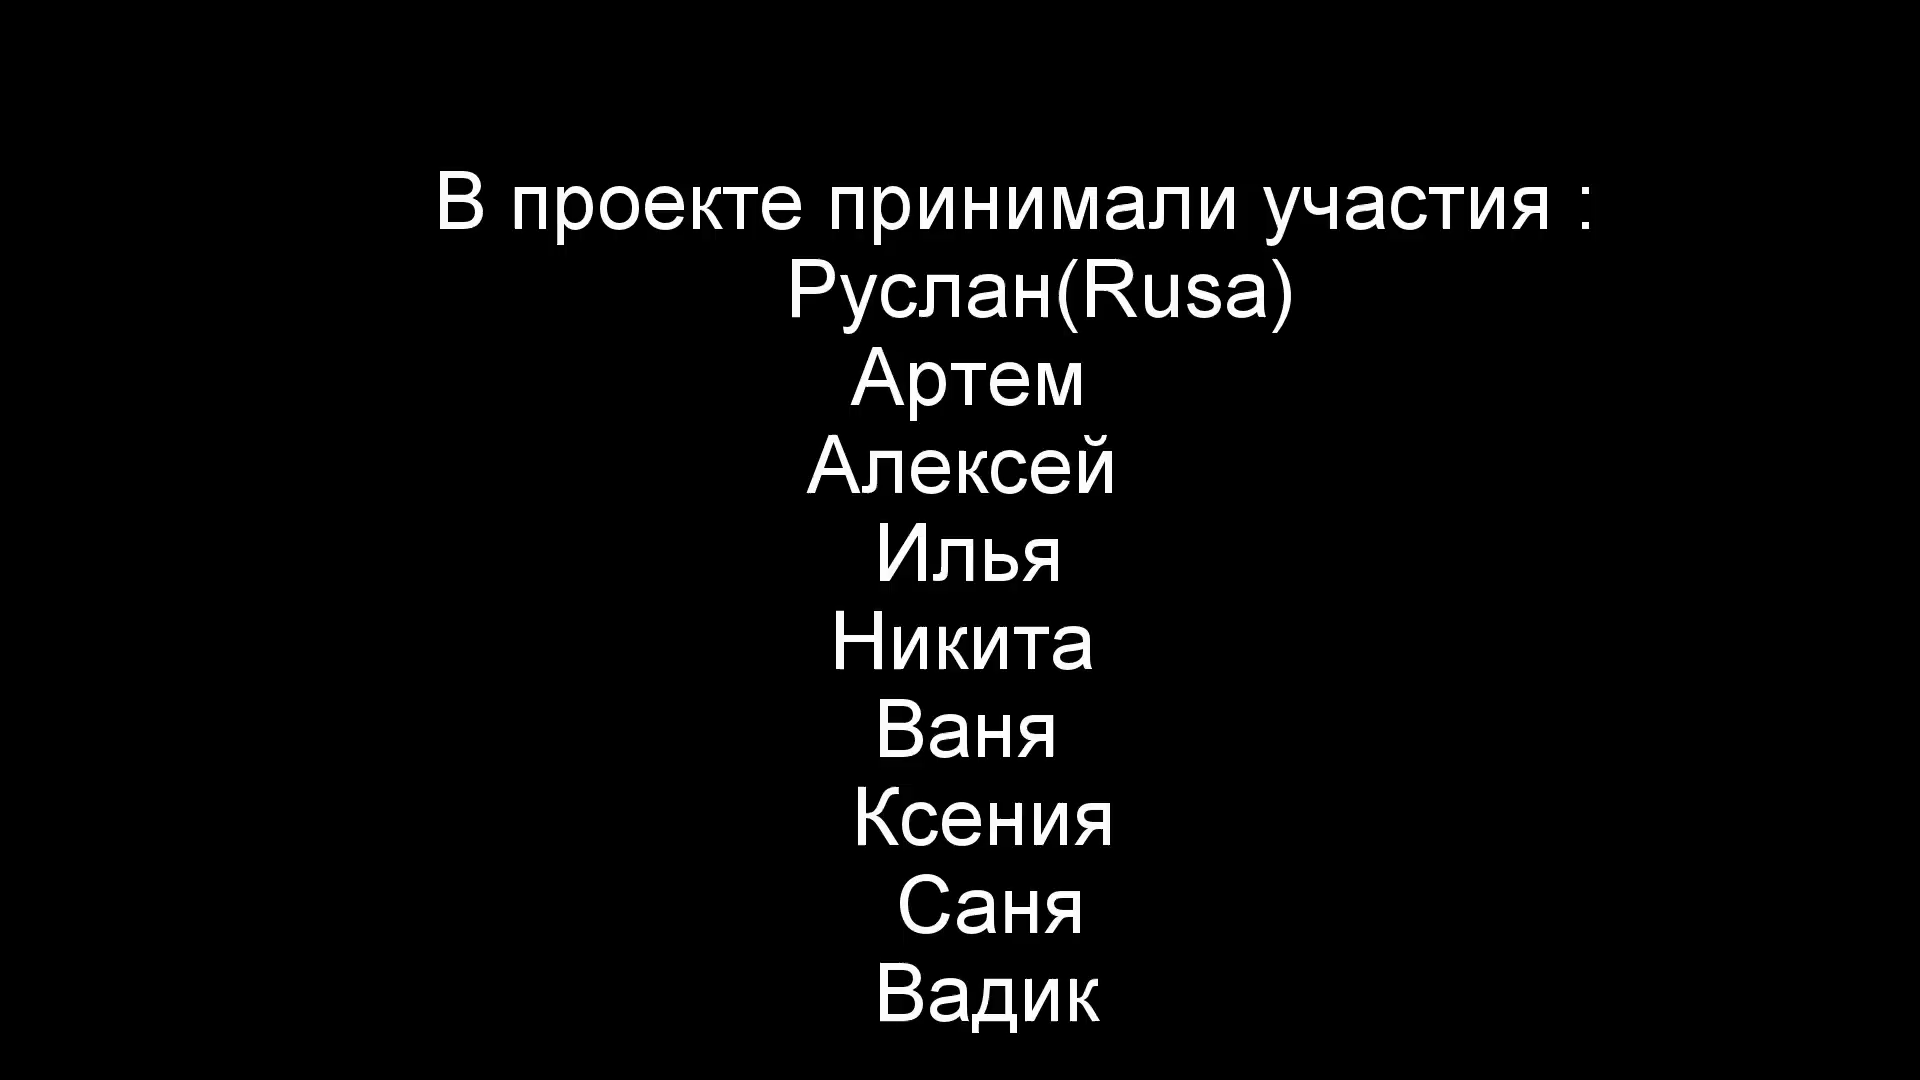 В проекте принимали участия :
Руслан(Rusa)
Артем
Алексей
Илья
Никита
Ваня
Ксения
Саня
Вадик